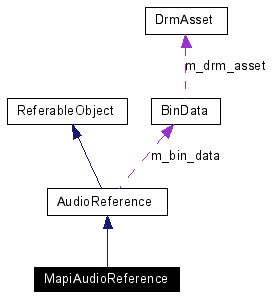 DrmAsset
m_drm_asset
ReferableObject
BinData
m_bin_data
AudioReference
MapiAudioReference